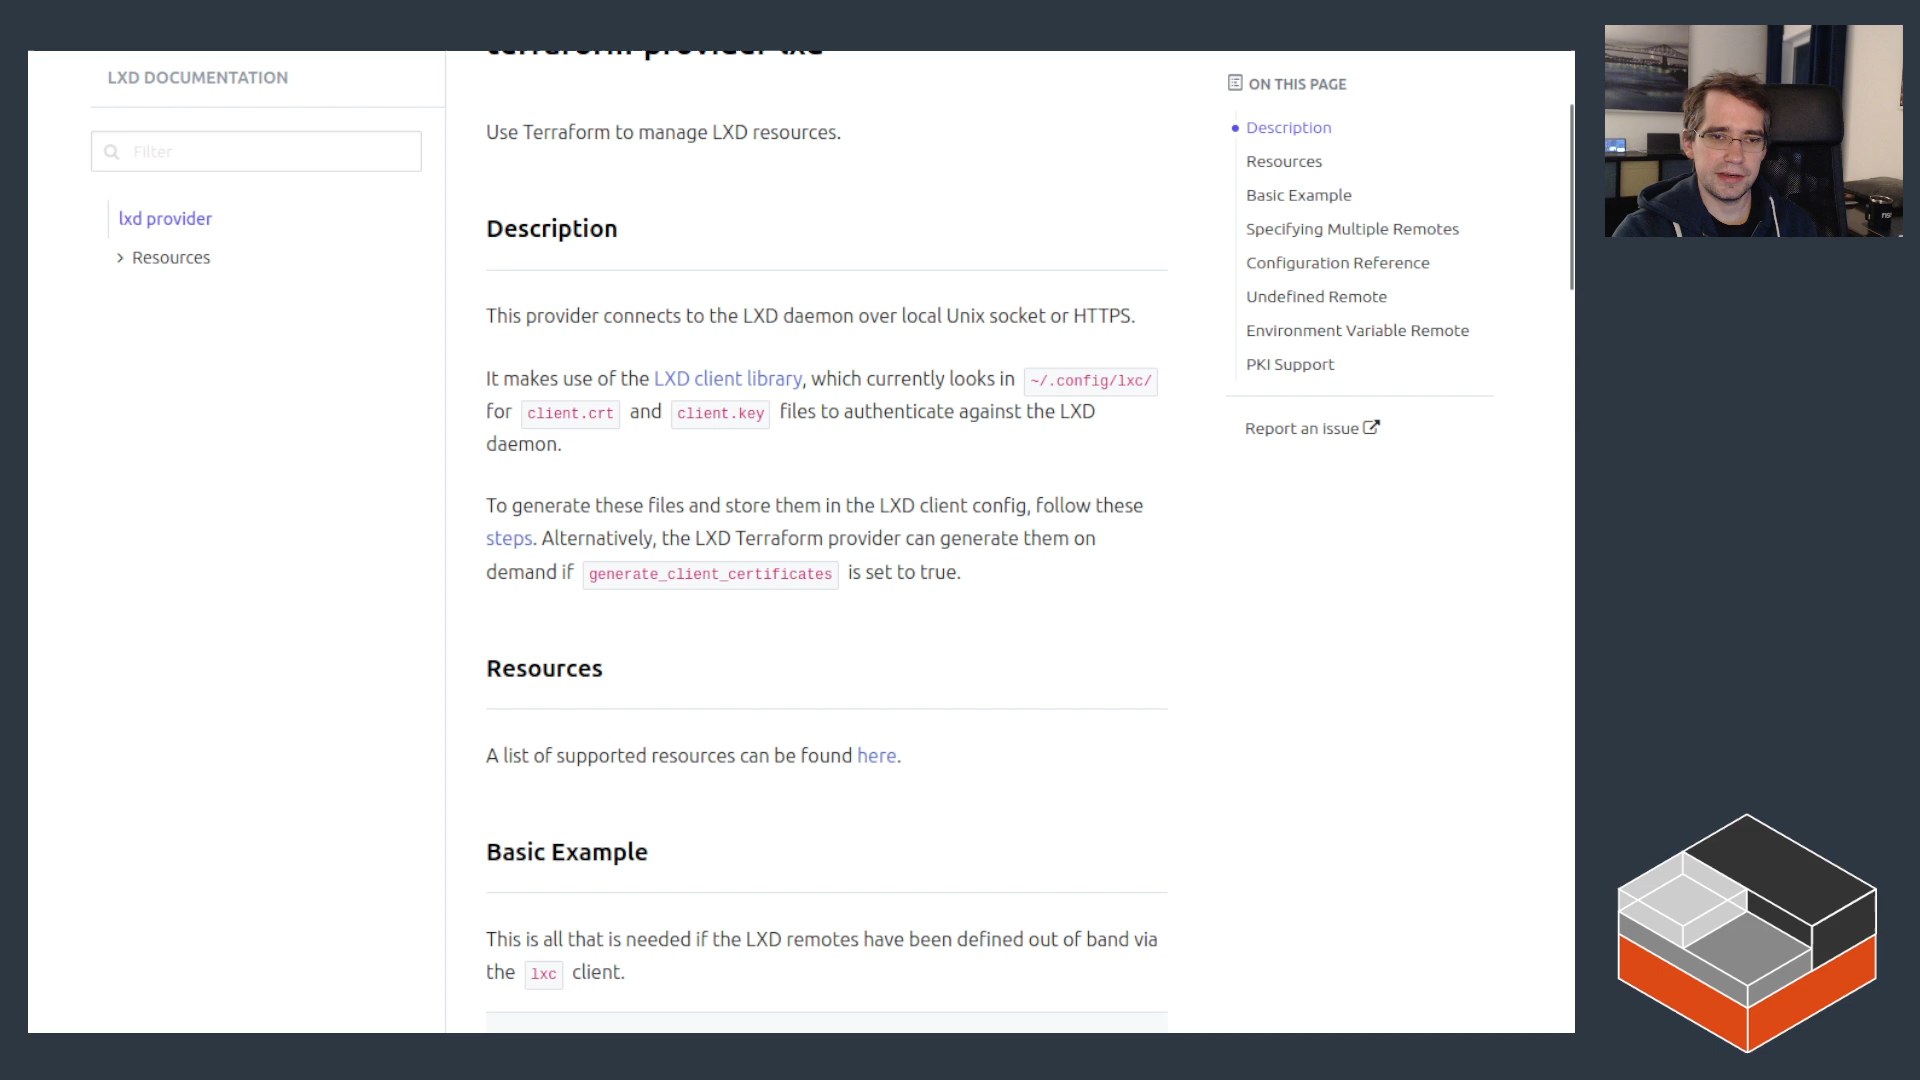 LXD DOCUMENTATION
Filter
lxd provider
Resources
terraform-provider-lxd
Use Terraform to manage LXD resources.
Description
This provider connects to the LXD daemon over local Unix socket or HTTPS.
It makes use of the LXD client library, which currently looks in ~/.config/lxc/
for client.crt and client.key files to authenticate against the LXD
daemon.
To generate these files and store them in the LXD client config, follow these
steps. Alternatively, the LXD Terraform provider can generate them on
demand if generate_client_certificates is set to true.
Resources
A list of supported resources can be found here.
Basic Example
This is all that is needed if the LXD remotes have been defined out of band via
the lxc client.
ON THIS PAGE
Description
Resources
Basic Example
Specifying Multiple Remotes
Configuration Reference
Undefined Remote
Environment Variable Remote
PKI Support
Report an issue